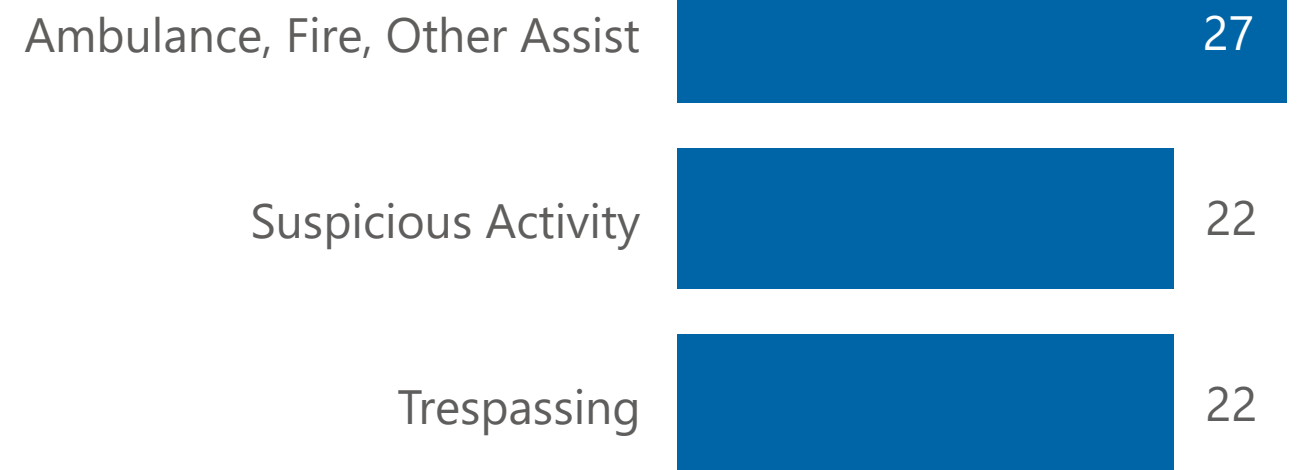 Ambulance, Fire, Other Assist 27
Suspicious Activity 22
Trespassing 22